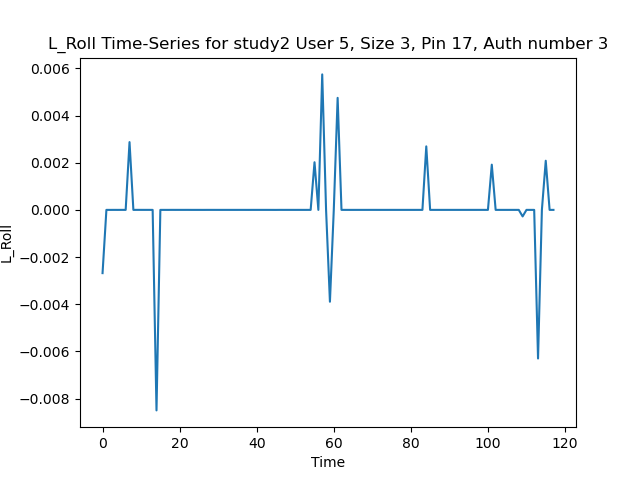 L_Roll Time-Series for study2 User 5, Size 3, Pin 17, Auth number 3
0.006
0.004
0.002
0.000
−0.002
−0.004
−0.006
−0.008
L_Roll
0 20 40 60 80 100 120
Time